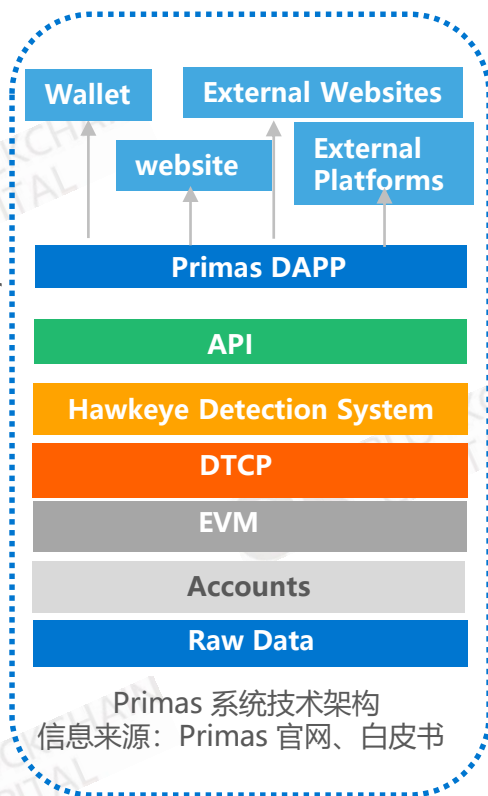 Wallet
External Websites
website
External
Platforms
Primas DAPP
API
Hawkeye Detection System
DTCP
EVM
Accounts
Raw Data
Primas 系统技术架构
信息来源：Primas 官网、白皮书